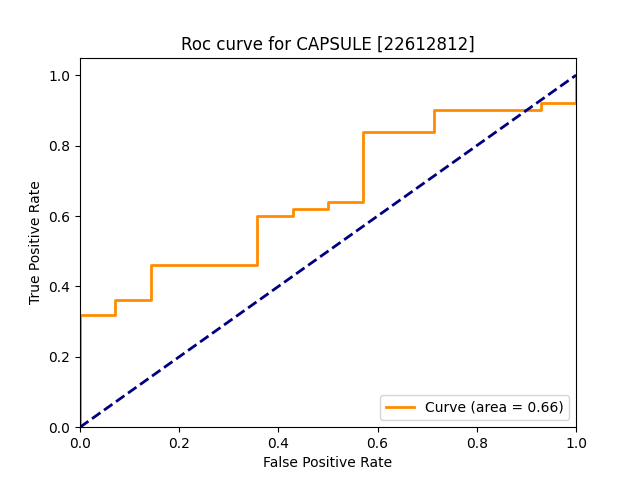 Roc curve for CAPSULE [22612812]
True Positive Rate
1.0
0.8
0.6
0.4
0.2
0.0
0.0 0.2 0.4 0.6 0.8 1.0
False Positive Rate
Curve (area = 0.66)